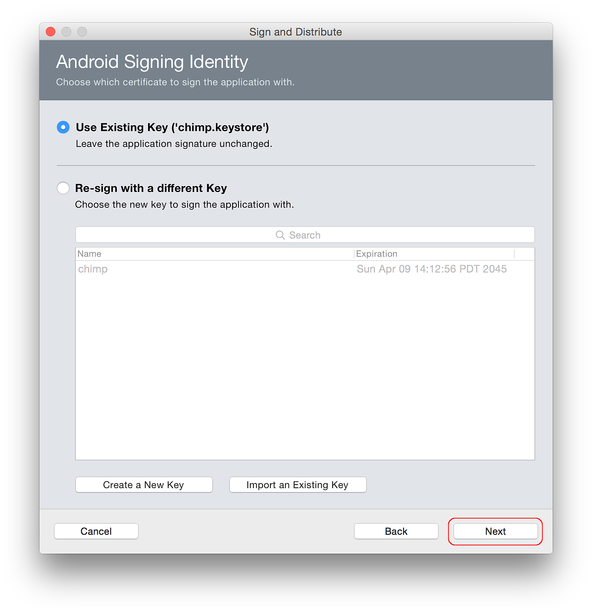 Sign and Distribute
Android Signing Identity
Choose which certificate to sign the application with.
Use Existing Key ('chimp.keystore')
Leave the application signature unchanged.
Re-sign with a different Key
Choose the new key to sign the application with.
Search
Name Expiration
chimp Sun Apr 09 14:12:56 PDT 2045
Create a New Key Import an Existing Key
Cancel Back Next